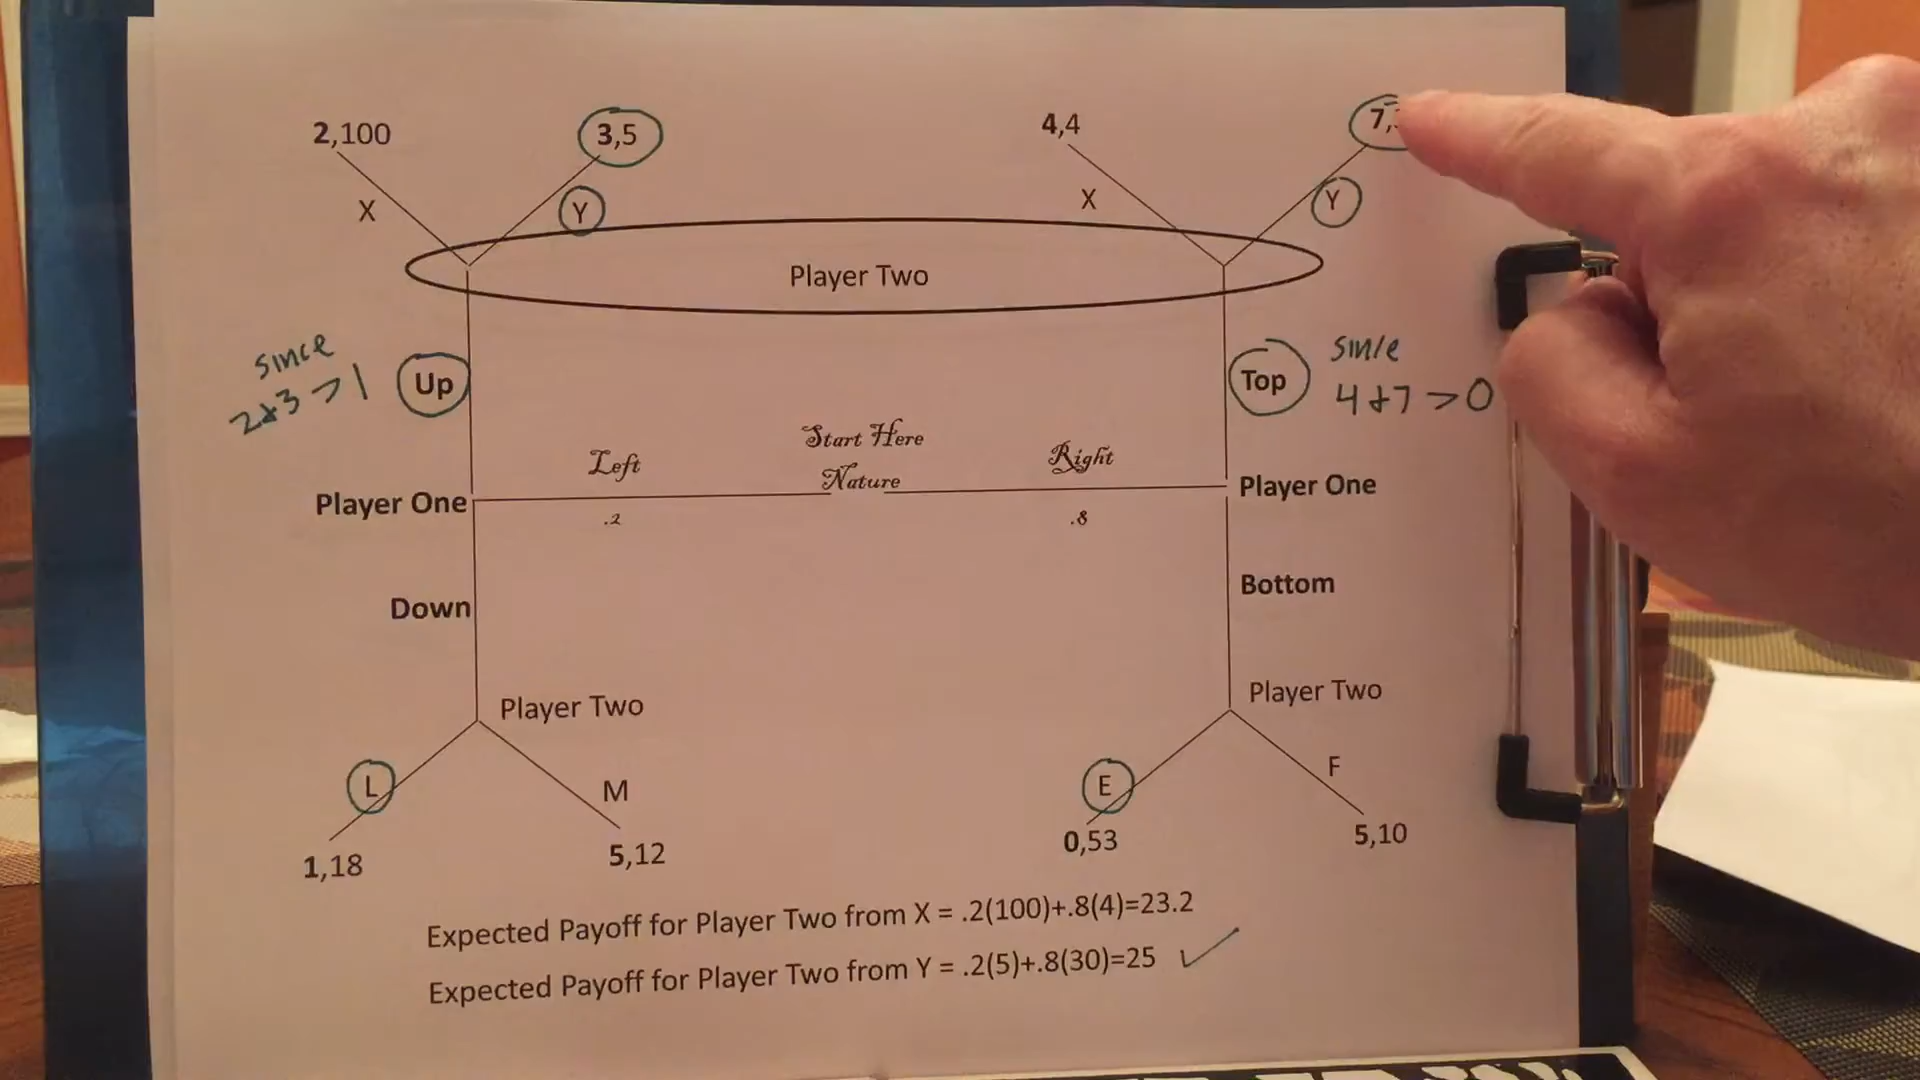 2,100
3,5
4,4
7,
X
Y
X
Y
Player Two
since
2&3 > 1
Up
Top
since
4&7 > 0
Left
Start Here
Nature
Right
Player One
.2
.8
Player One
Down
Bottom
Player Two
Player Two
L
M
E
F
1,18
5,12
0,53
5,10
Expected Payoff for Player Two from X = .2(100)+.8(4)=23.2
Expected Payoff for Player Two from Y = .2(5)+.8(30)=25 ✓